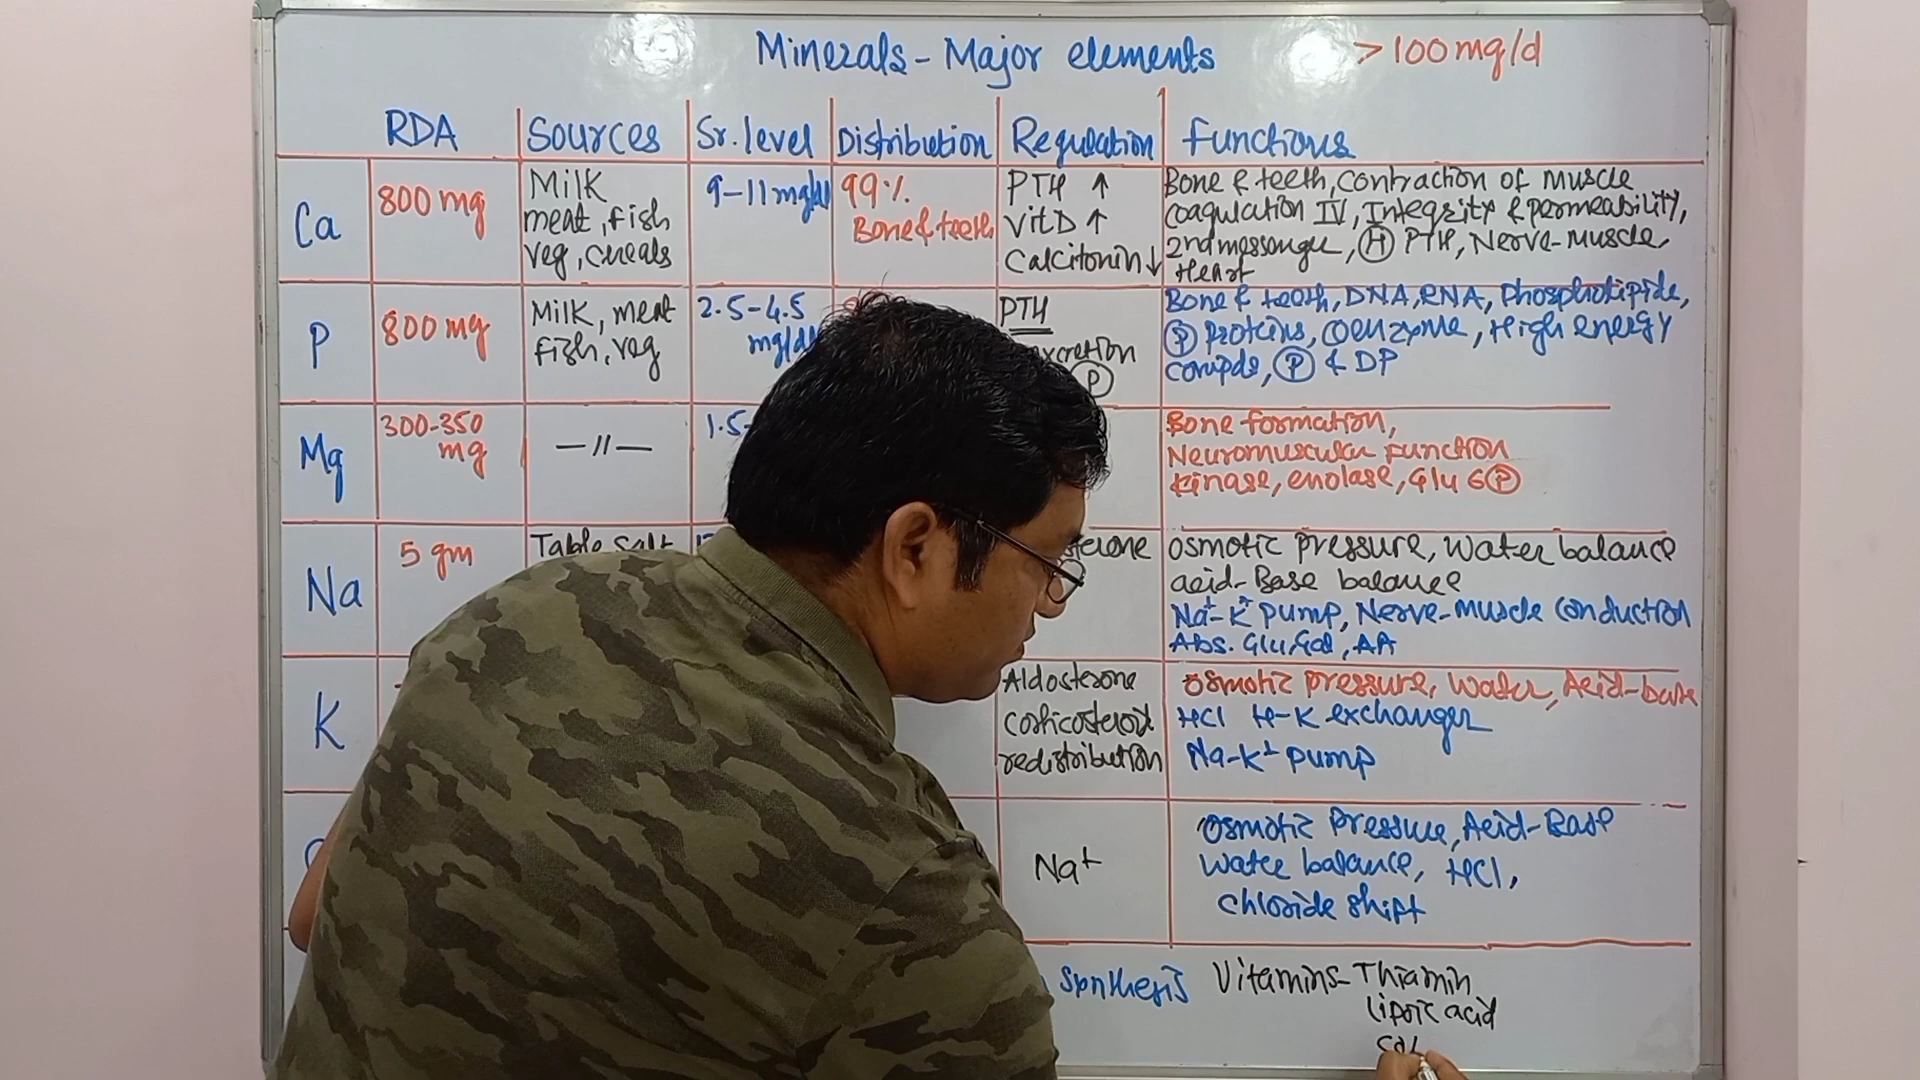 Minerals - Major elements > 100 mg/d
RDA Sources Sr. level Distribution Regulation Functions
Ca 800 mg
Milk
meat, fish
veg, cereals
9-11 mg/dl
99%
Bone & teeth
PTH ↑
Vit D ↑
Calcitonin ↓
Bone & teeth, Contraction of Muscle
Coagulation IV, Integrity & permeability,
2nd messenger, (H) PTH, Nerve-Muscle,
Heart
P 800 mg
Milk, meat
fish, veg
2.5-4.5
mg/dl
PTH
(P)
Bone & teeth, DNA, RNA, Phospholipide,
(P) Proteins, Coenzyme, High energy
compds, (P) & DP
Mg
300-350
mg
—//—
1.5-
Bone formation,
Neuromuscular function
Kinase, enolase, Glu 6 (P)
Na 5 gm
Table salt
Osmotic pressure, Water balance
acid-Base balance
Na+-K+ pump, Nerve-Muscle Conduction
Abs. Glu, Gal, AA
K
Aldosterone
Corticosteroid
redistribution
Osmotic pressure, Water, Acid-base
HCl H-K exchanger
Na-K+ pump
Na+
Osmotic Pressure, Acid-Base
Water balance, HCl,
Chloride shift
Synthesis Vitamins- Thiamin
Lipoic acid